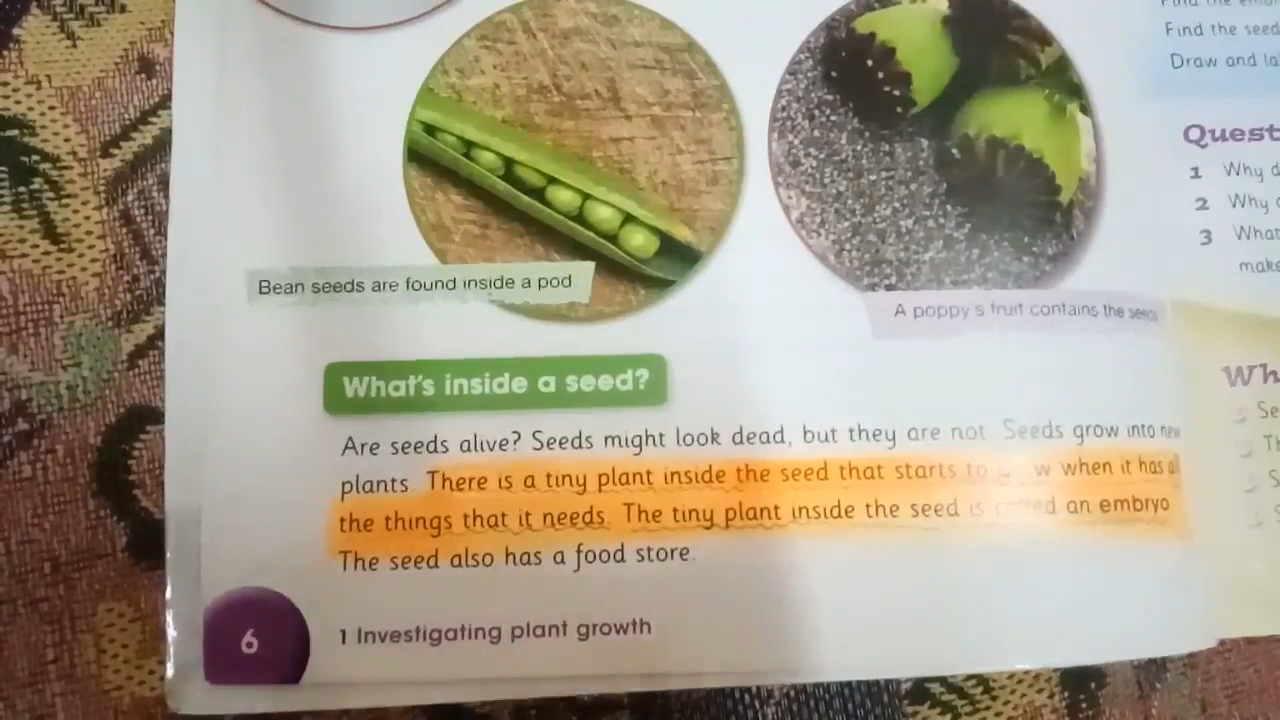 Bean seeds are found inside a pod
A poppy's fruit contains the seeds
What's inside a seed?
Are seeds alive? Seeds might look dead, but they are not. Seeds grow into new
plants. There is a tiny plant inside the seed that starts to when it has all
the things that it needs. The tiny plant inside the seed is an embryo
The seed also has a food store.
6
1 Investigating plant growth
Find the
Find the seed
Draw and
Quest
1 Why
2 Why
3 What
make
Wh